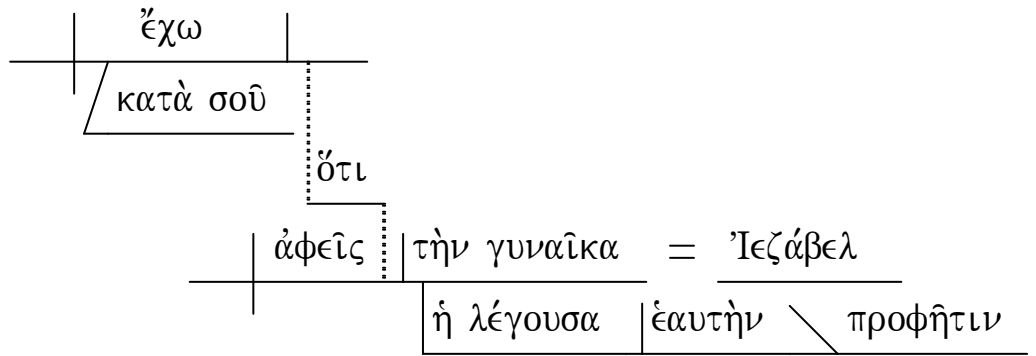 ἔχω
κατὰ σοῦ
ὅτι
ἀφεῖς τὴν γυναῖκα = Ἰεζάβελ
ἡ λέγουσα ἑαυτὴν προφῆτιν